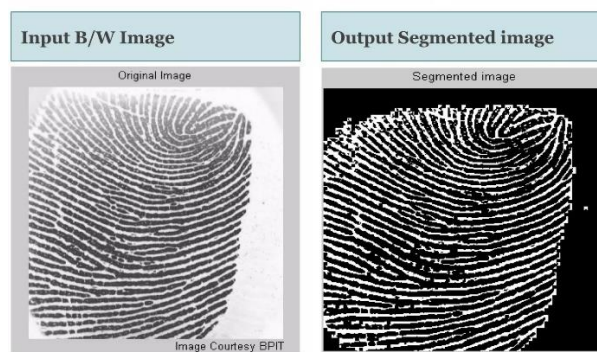 Input B/W Image
Output Segmented image
Original Image
Segmented image
Image Courtesy BPIT